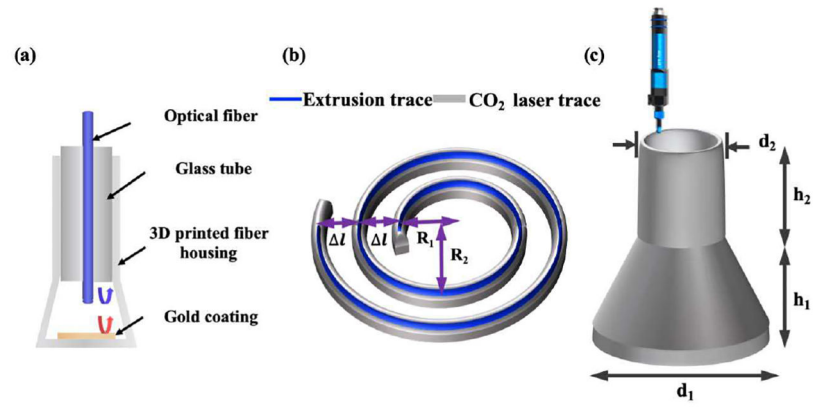 (a)
Optical fiber
Glass tube
3D printed fiber
housing
Gold coating
(b)
Extrusion trace
CO₂ laser trace
Δl
Δl
R₁
R₂
(c)
d₂
h₂
h₁
d₁